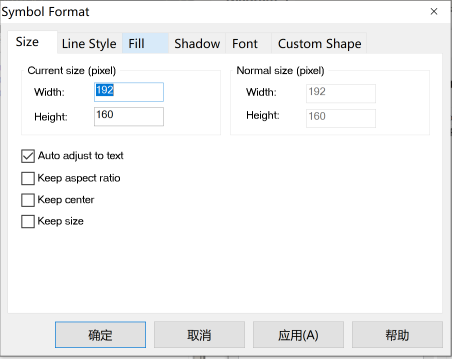 Symbol Format
Size Line Style Fill Shadow Font Custom Shape
Current size (pixel) Normal size (pixel)
Width: 192 Width: 192
Height: 160 Height: 160
Auto adjust to text
Keep aspect ratio
Keep center
Keep size
确定 取消 应用(A) 帮助